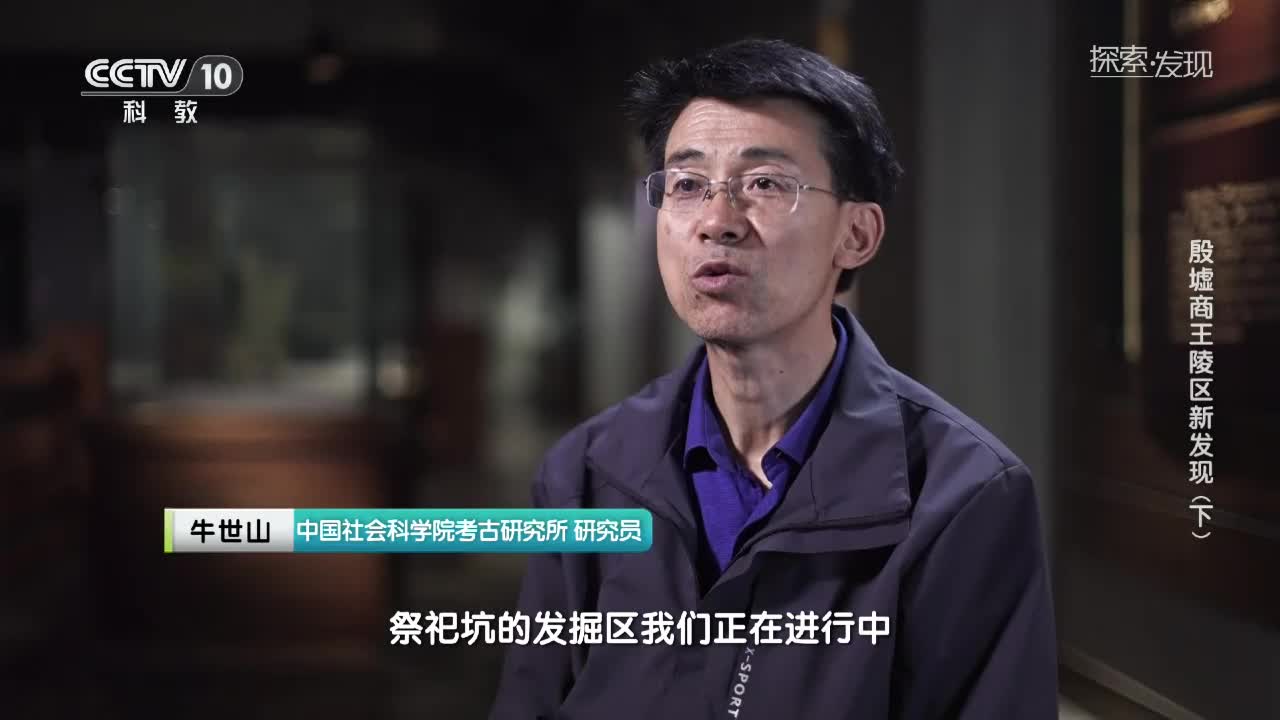 CCTV 10
科教
探索·发现
殷墟商王陵区新发现（下）
牛世山 中国社会科学院考古研究所 研究员
祭祀坑的发掘区我们正在进行中
X-SPORT